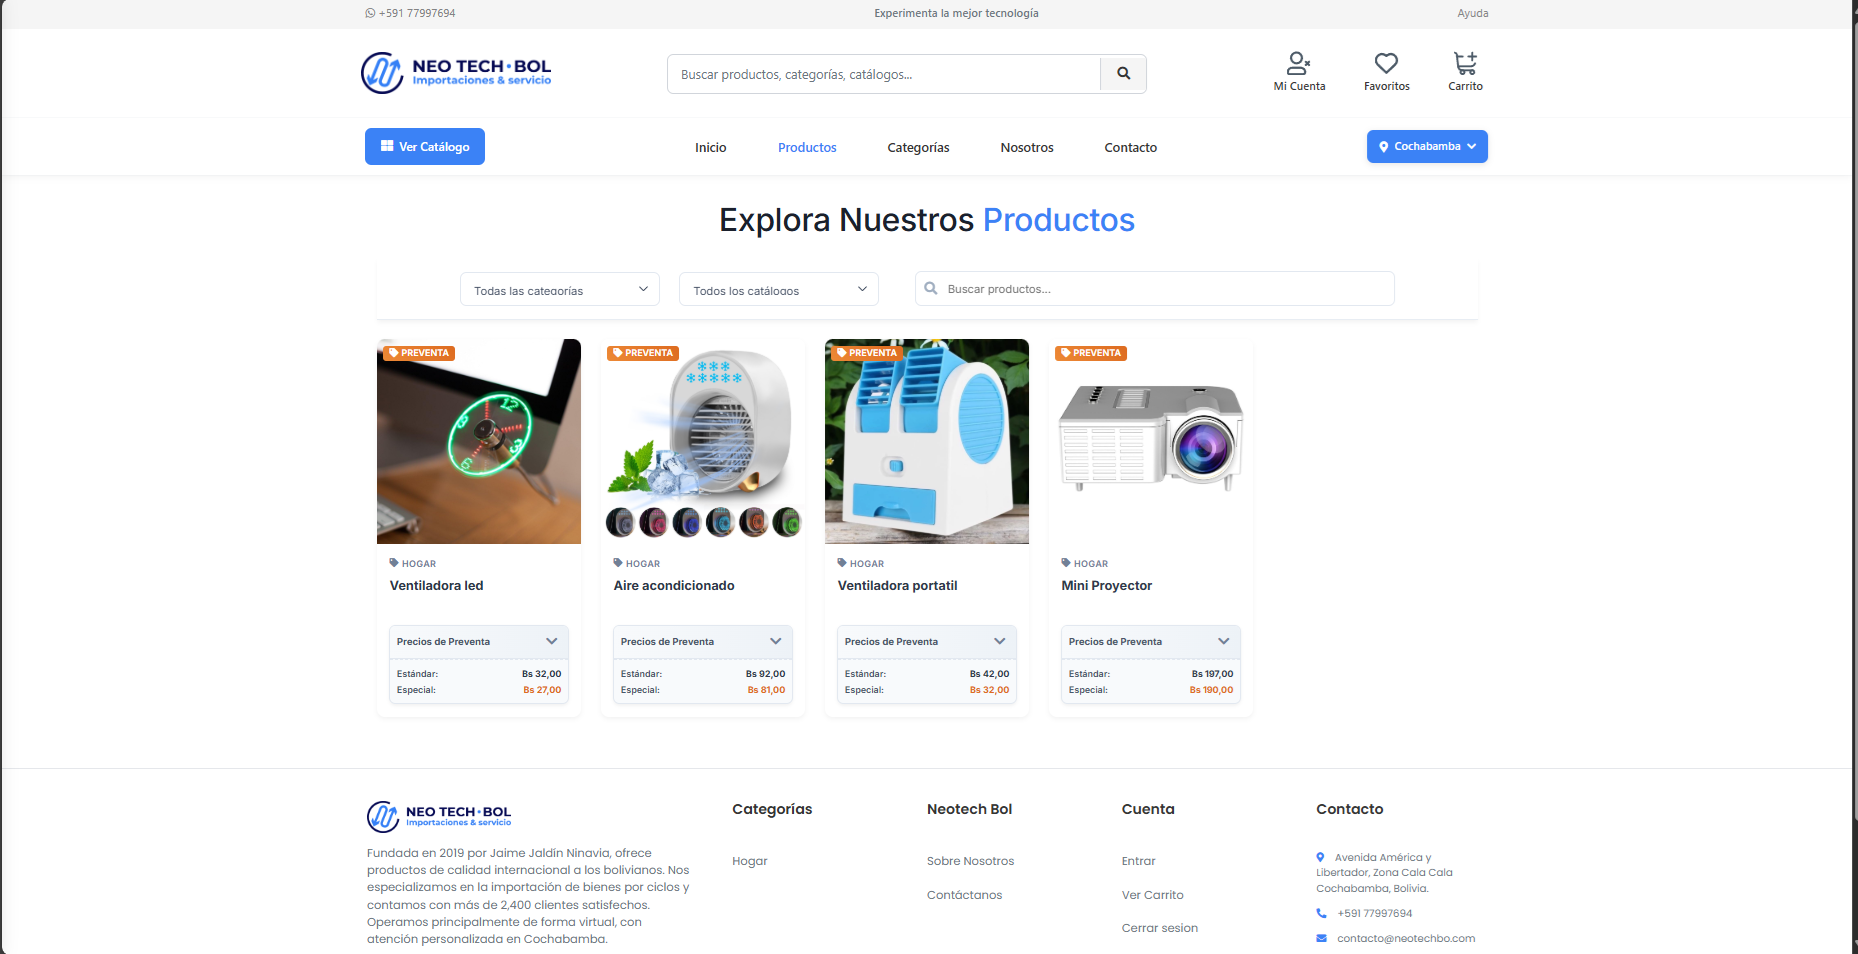 +591 77997694
Experimenta la mejor tecnología
Ayuda
NEO TECH·BOL
Importaciones & servicio
Buscar productos, categorías, catálogos...
Mi Cuenta
Favoritos
Carrito
Ver Catálogo
Inicio
Productos
Categorías
Nosotros
Contacto
Cochabamba
Explora Nuestros Productos
Todas las categorías
Todos los catálogos
Buscar productos...
PREVENTA
PREVENTA
PREVENTA
PREVENTA
12
9
3
6
HOGAR
Ventiladora led
Precios de Preventa
Estándar: Bs 32,00
Especial: Bs 27,00
HOGAR
Aire acondicionado
Precios de Preventa
Estándar: Bs 92,00
Especial: Bs 81,00
HOGAR
Ventiladora portatil
Precios de Preventa
Estándar: Bs 42,00
Especial: Bs 32,00
HOGAR
Mini Proyector
Precios de Preventa
Estándar: Bs 197,00
Especial: Bs 190,00
NEO TECH·BOL
Importaciones & servicio
Fundada en 2019 por Jaime Jaldín Ninavia, ofrece
productos de calidad internacional a los bolivianos. Nos
especializamos en la importación de bienes por ciclos y
contamos con más de 2,400 clientes satisfechos.
Operamos principalmente de forma virtual, con
atención personalizada en Cochabamba.
Categorías
Hogar
Neotech Bol
Sobre Nosotros
Contáctanos
Cuenta
Entrar
Ver Carrito
Cerrar sesion
Contacto
Avenida América y
Libertador, Zona Cala Cala
Cochabamba, Bolivia.
+591 77997694
contacto@neotechbo.com